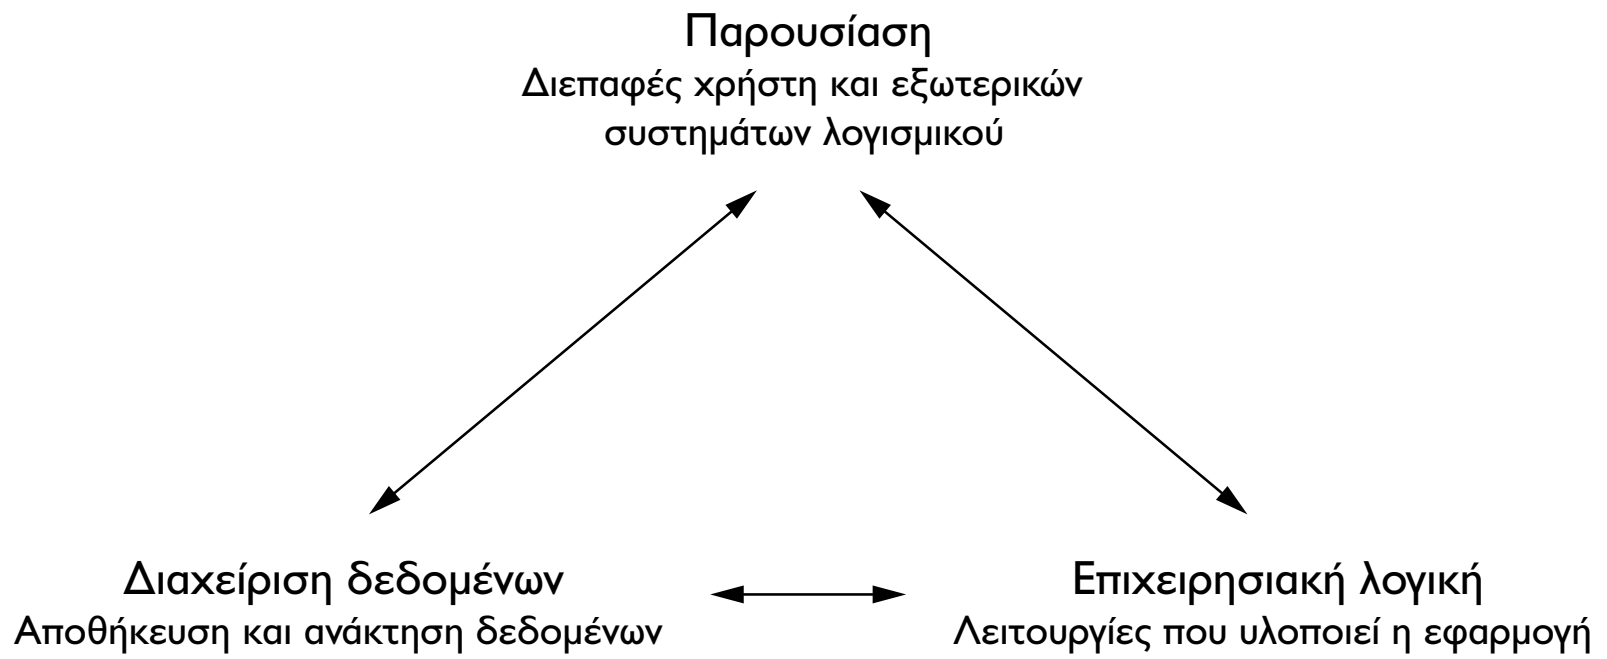 Παρουσίαση
Διεπαφές χρήστη και εξωτερικών
συστημάτων λογισμικού
Διαχείριση δεδομένων
Αποθήκευση και ανάκτηση δεδομένων
Επιχειρησιακή λογική
Λειτουργίες που υλοποιεί η εφαρμογή